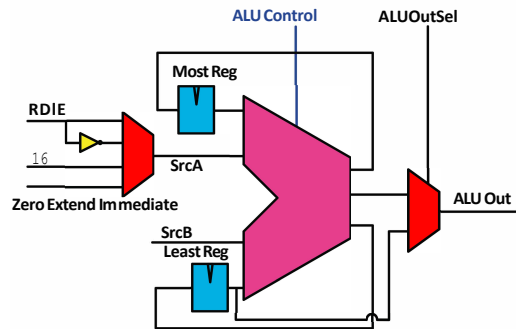 ALU Control
ALUOutSel
Most Reg
RDIE
16
SrcA
Zero Extend Immediate
ALU Out
SrcB
Least Reg